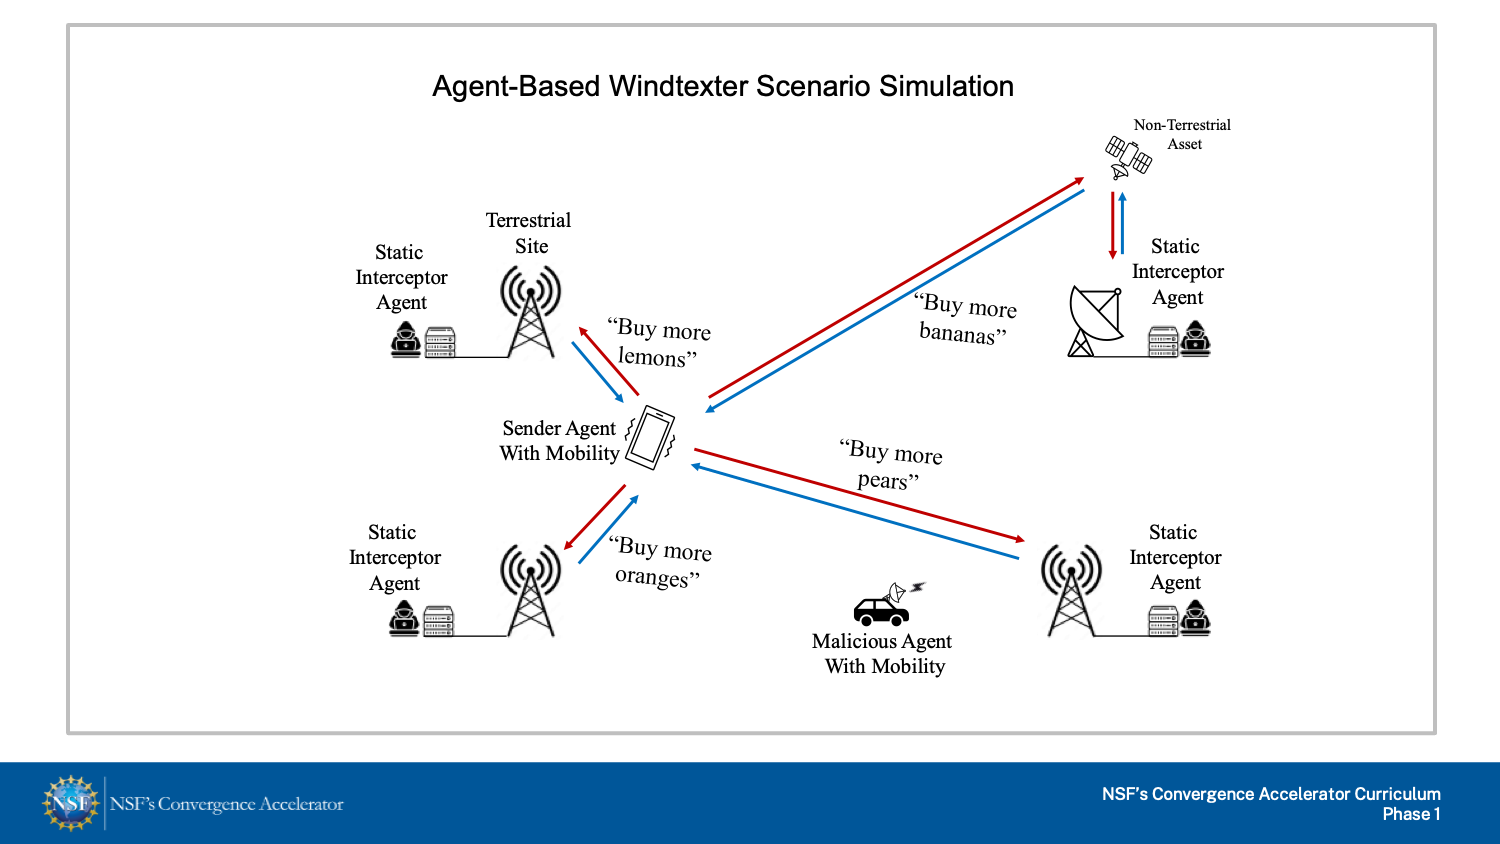 Agent-Based Windtexter Scenario Simulation
Non-Terrestrial
Asset
Terrestrial
Site
Static
Interceptor
Agent
Static
Interceptor
Agent
“Buy more
bananas”
“Buy more
lemons”
Sender Agent
With Mobility
“Buy more
pears”
Static
Interceptor
Agent
“Buy more
oranges”
Static
Interceptor
Agent
Malicious Agent
With Mobility
NSF
NSF’s Convergence Accelerator
NSF’s Convergence Accelerator Curriculum
Phase 1